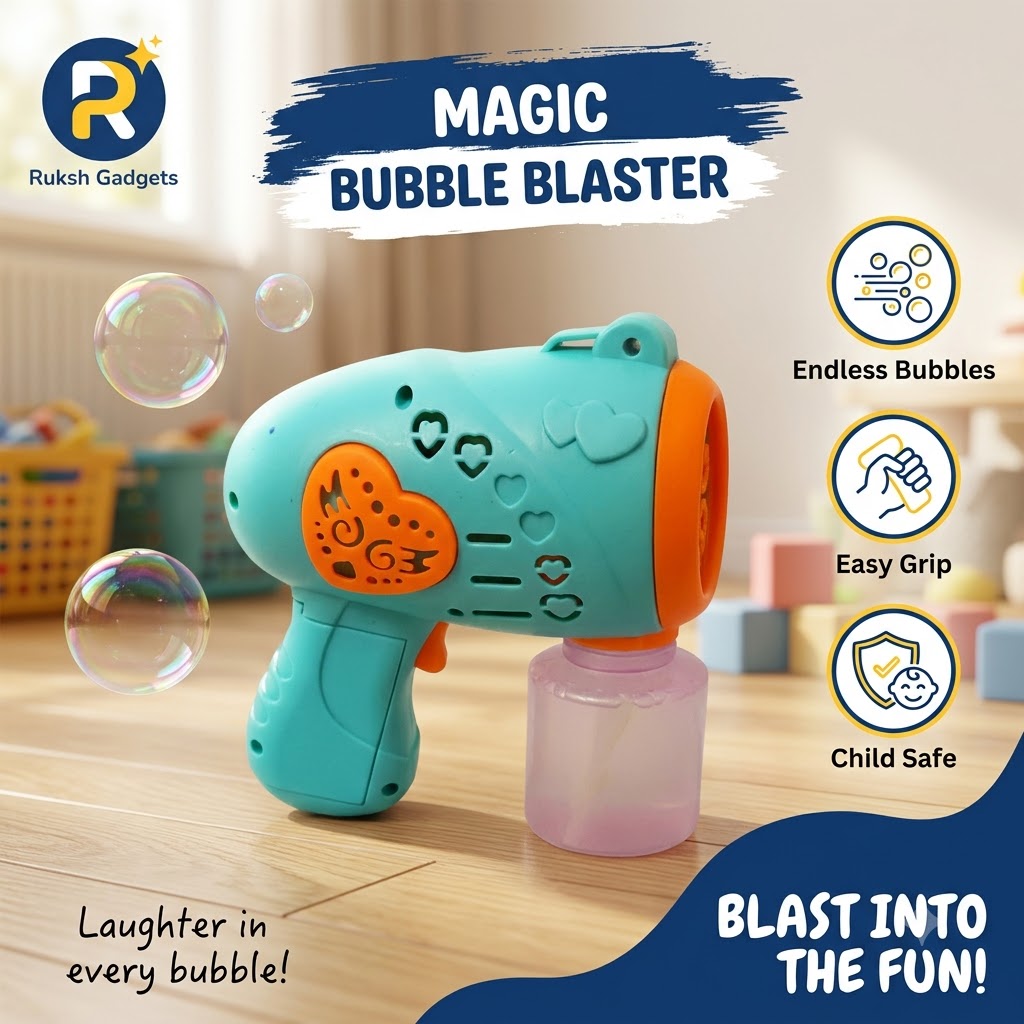 Ruksh Gadgets
MAGIC
BUBBLE BLASTER
Endless Bubbles
Easy Grip
Child Safe
Laughter in
every bubble!
BLAST INTO
THE FUN!